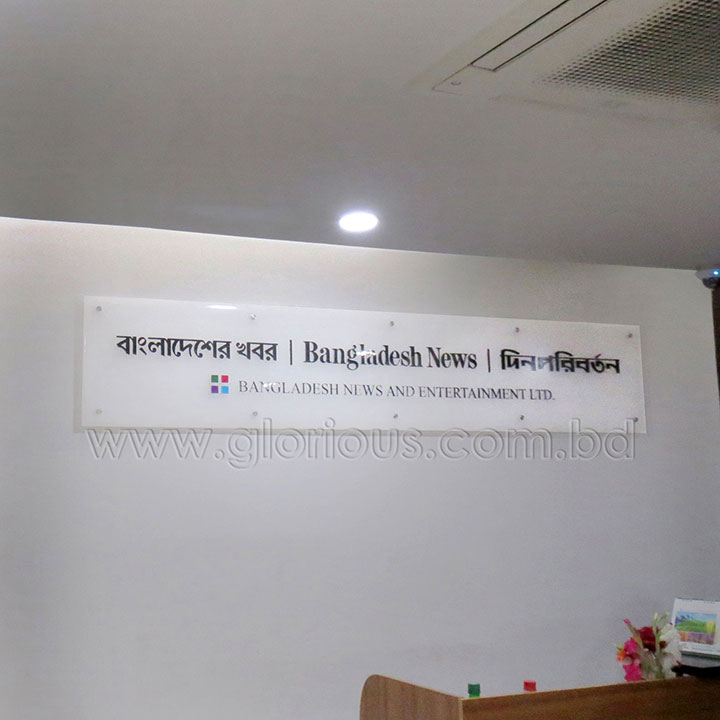 বাংলাদেশের খবর | Bangladesh News | দিনপরিবর্তন
BANGLADESH NEWS AND ENTERTAINMENT LTD.
www.glorious.com.bd